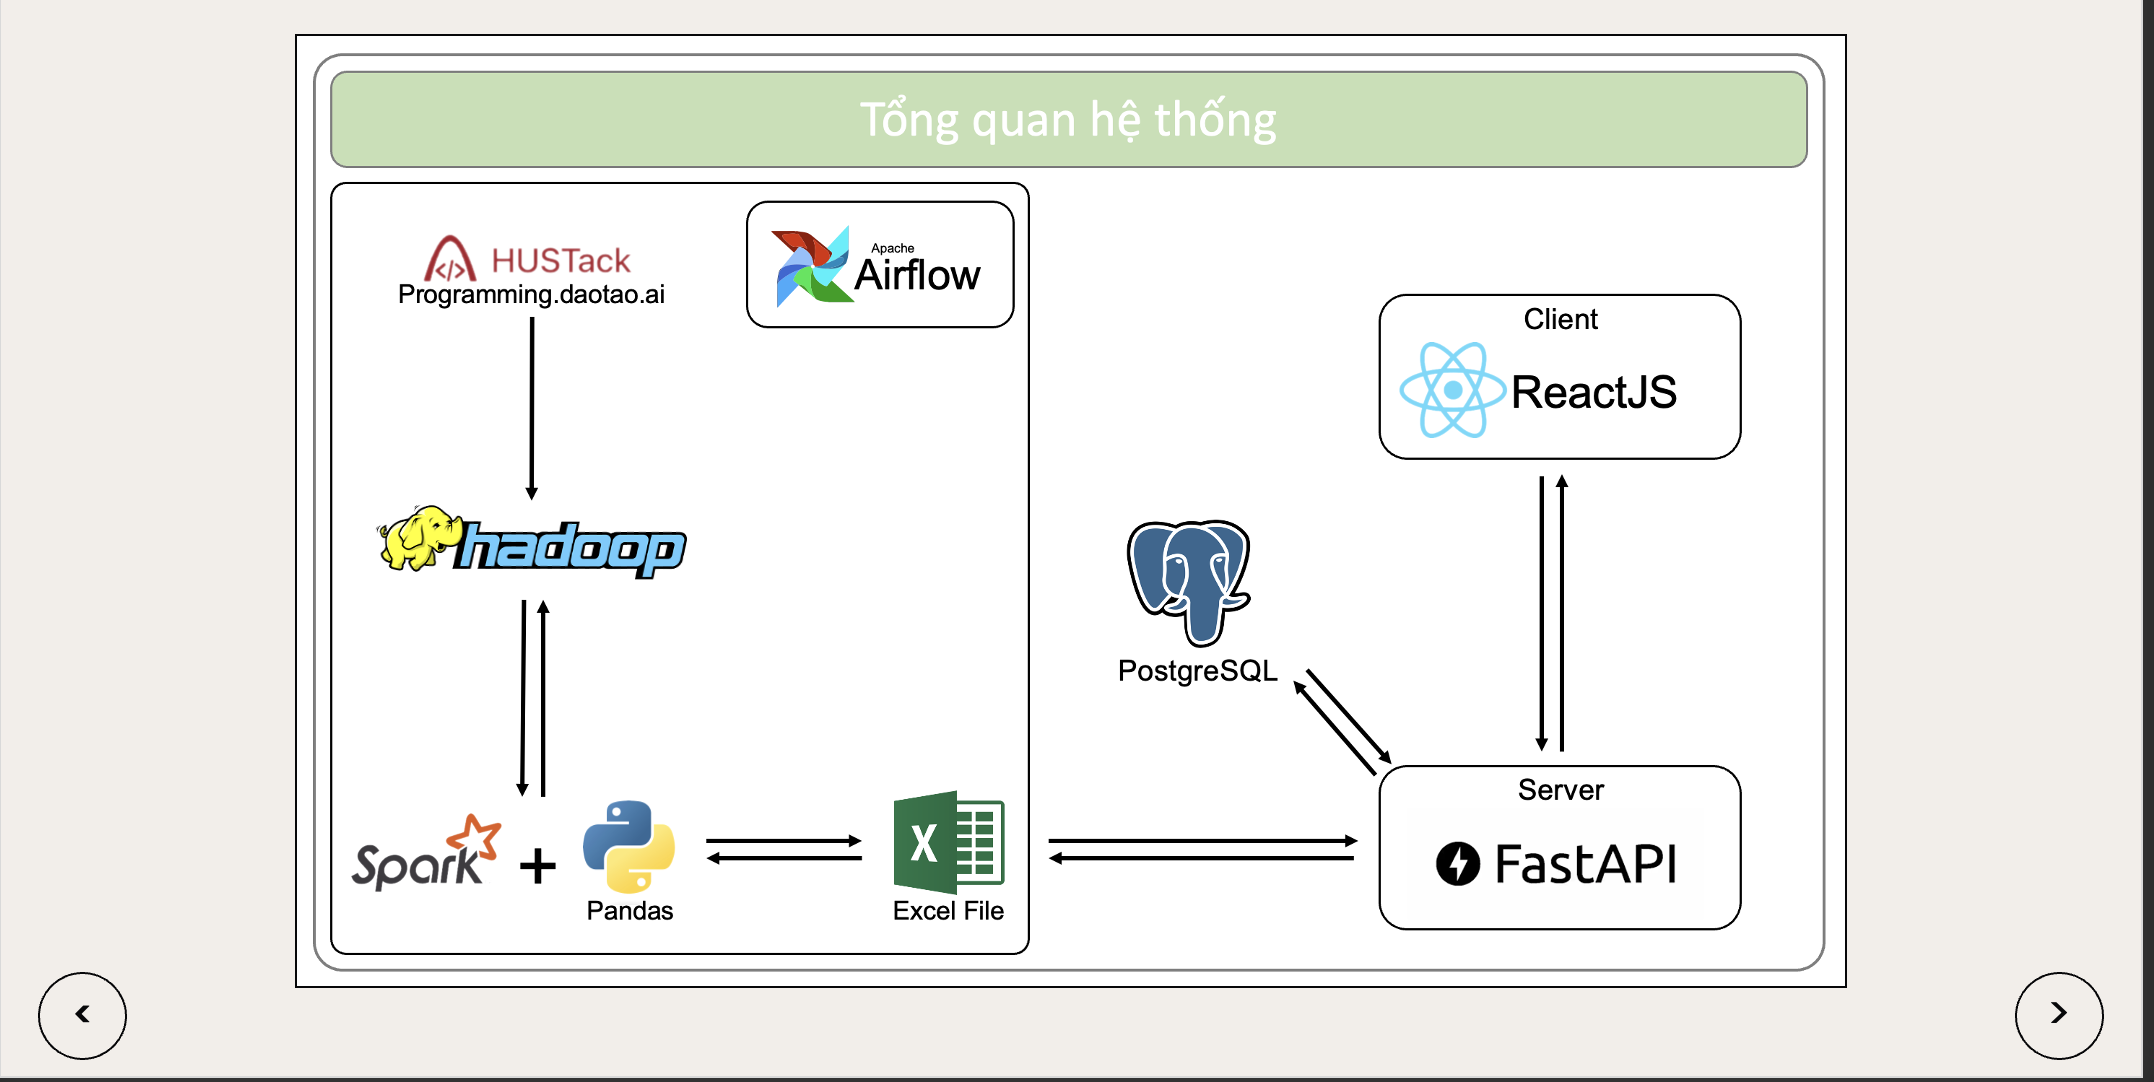 Tổng quan hệ thống
HUSTack
Programming.daotao.ai
Apache
Airflow
Client
ReactJS
hadoop
PostgreSQL
Server
FastAPI
Spark
+
Pandas
X
Excel File